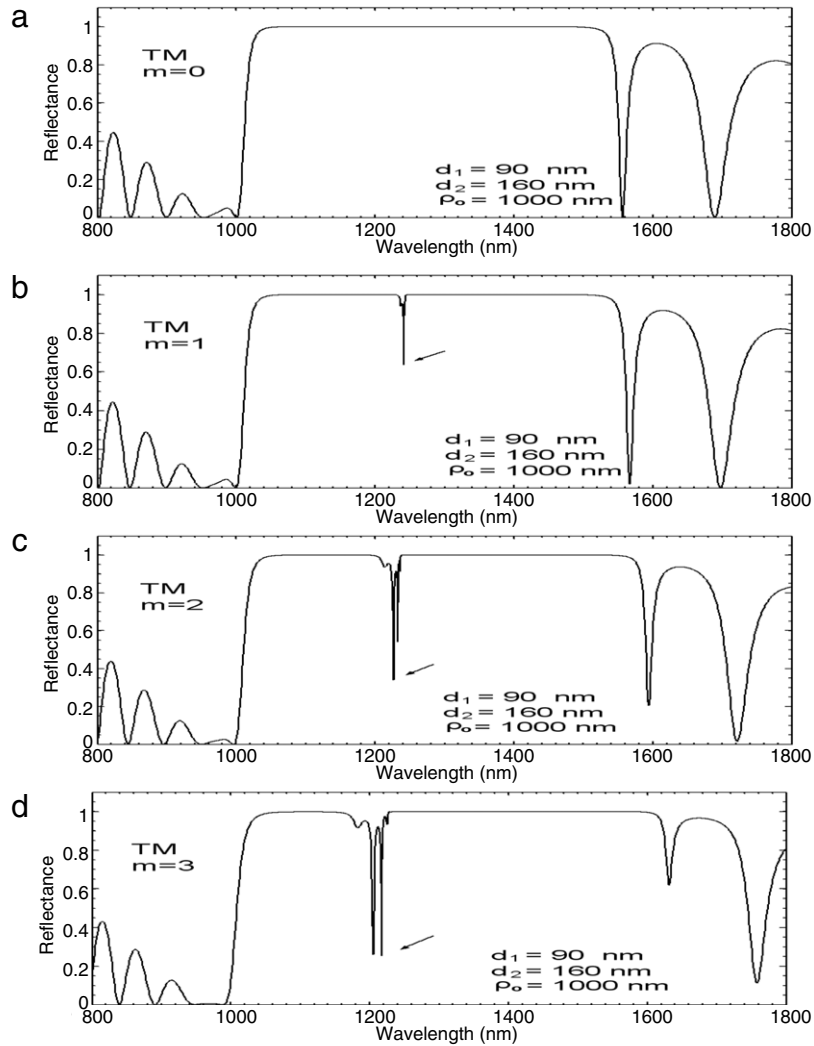 a
1
0.8
0.6
0.4
0.2
0
Reflectance
TM
m=0
d₁ = 90 nm
d₂ = 160 nm
ρₒ = 1000 nm
800 1000 1200 1400 1600 1800
Wavelength (nm)
b
1
0.8
0.6
0.4
0.2
0
Reflectance
TM
m=1
d₁ = 90 nm
d₂ = 160 nm
ρₒ = 1000 nm
800 1000 1200 1400 1600 1800
Wavelength (nm)
c
1
0.8
0.6
0.4
0.2
0
Reflectance
TM
m=2
d₁ = 90 nm
d₂ = 160 nm
ρₒ = 1000 nm
800 1000 1200 1400 1600 1800
Wavelength (nm)
d
1
0.8
0.6
0.4
0.2
0
Reflectance
TM
m=3
d₁ = 90 nm
d₂ = 160 nm
ρₒ = 1000 nm
800 1000 1200 1400 1600 1800
Wavelength (nm)